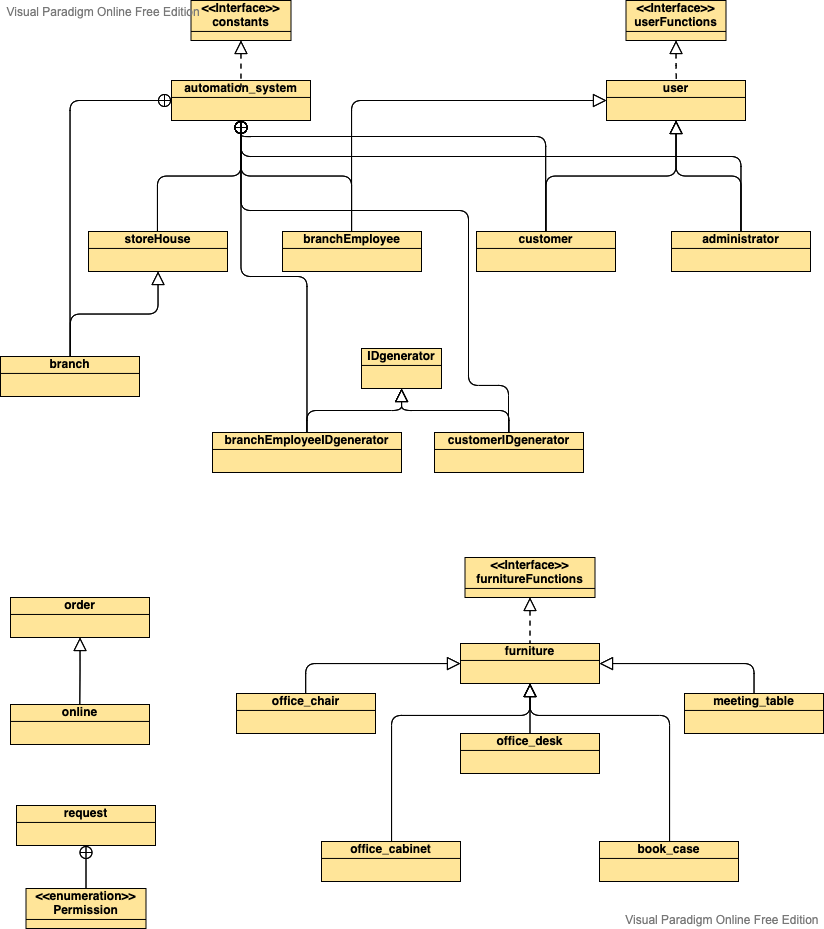 Visual Paradigm Online Free Edition
<<Interface>>
constants
<<Interface>>
userFunctions
automation_system
user
storeHouse
branchEmployee
customer
administrator
branch
IDgenerator
branchEmployeeIDgenerator
customerIDgenerator
<<Interface>>
furnitureFunctions
order
furniture
office_chair
meeting_table
online
office_desk
request
office_cabinet
book_case
<<enumeration>>
Permission
Visual Paradigm Online Free Edition